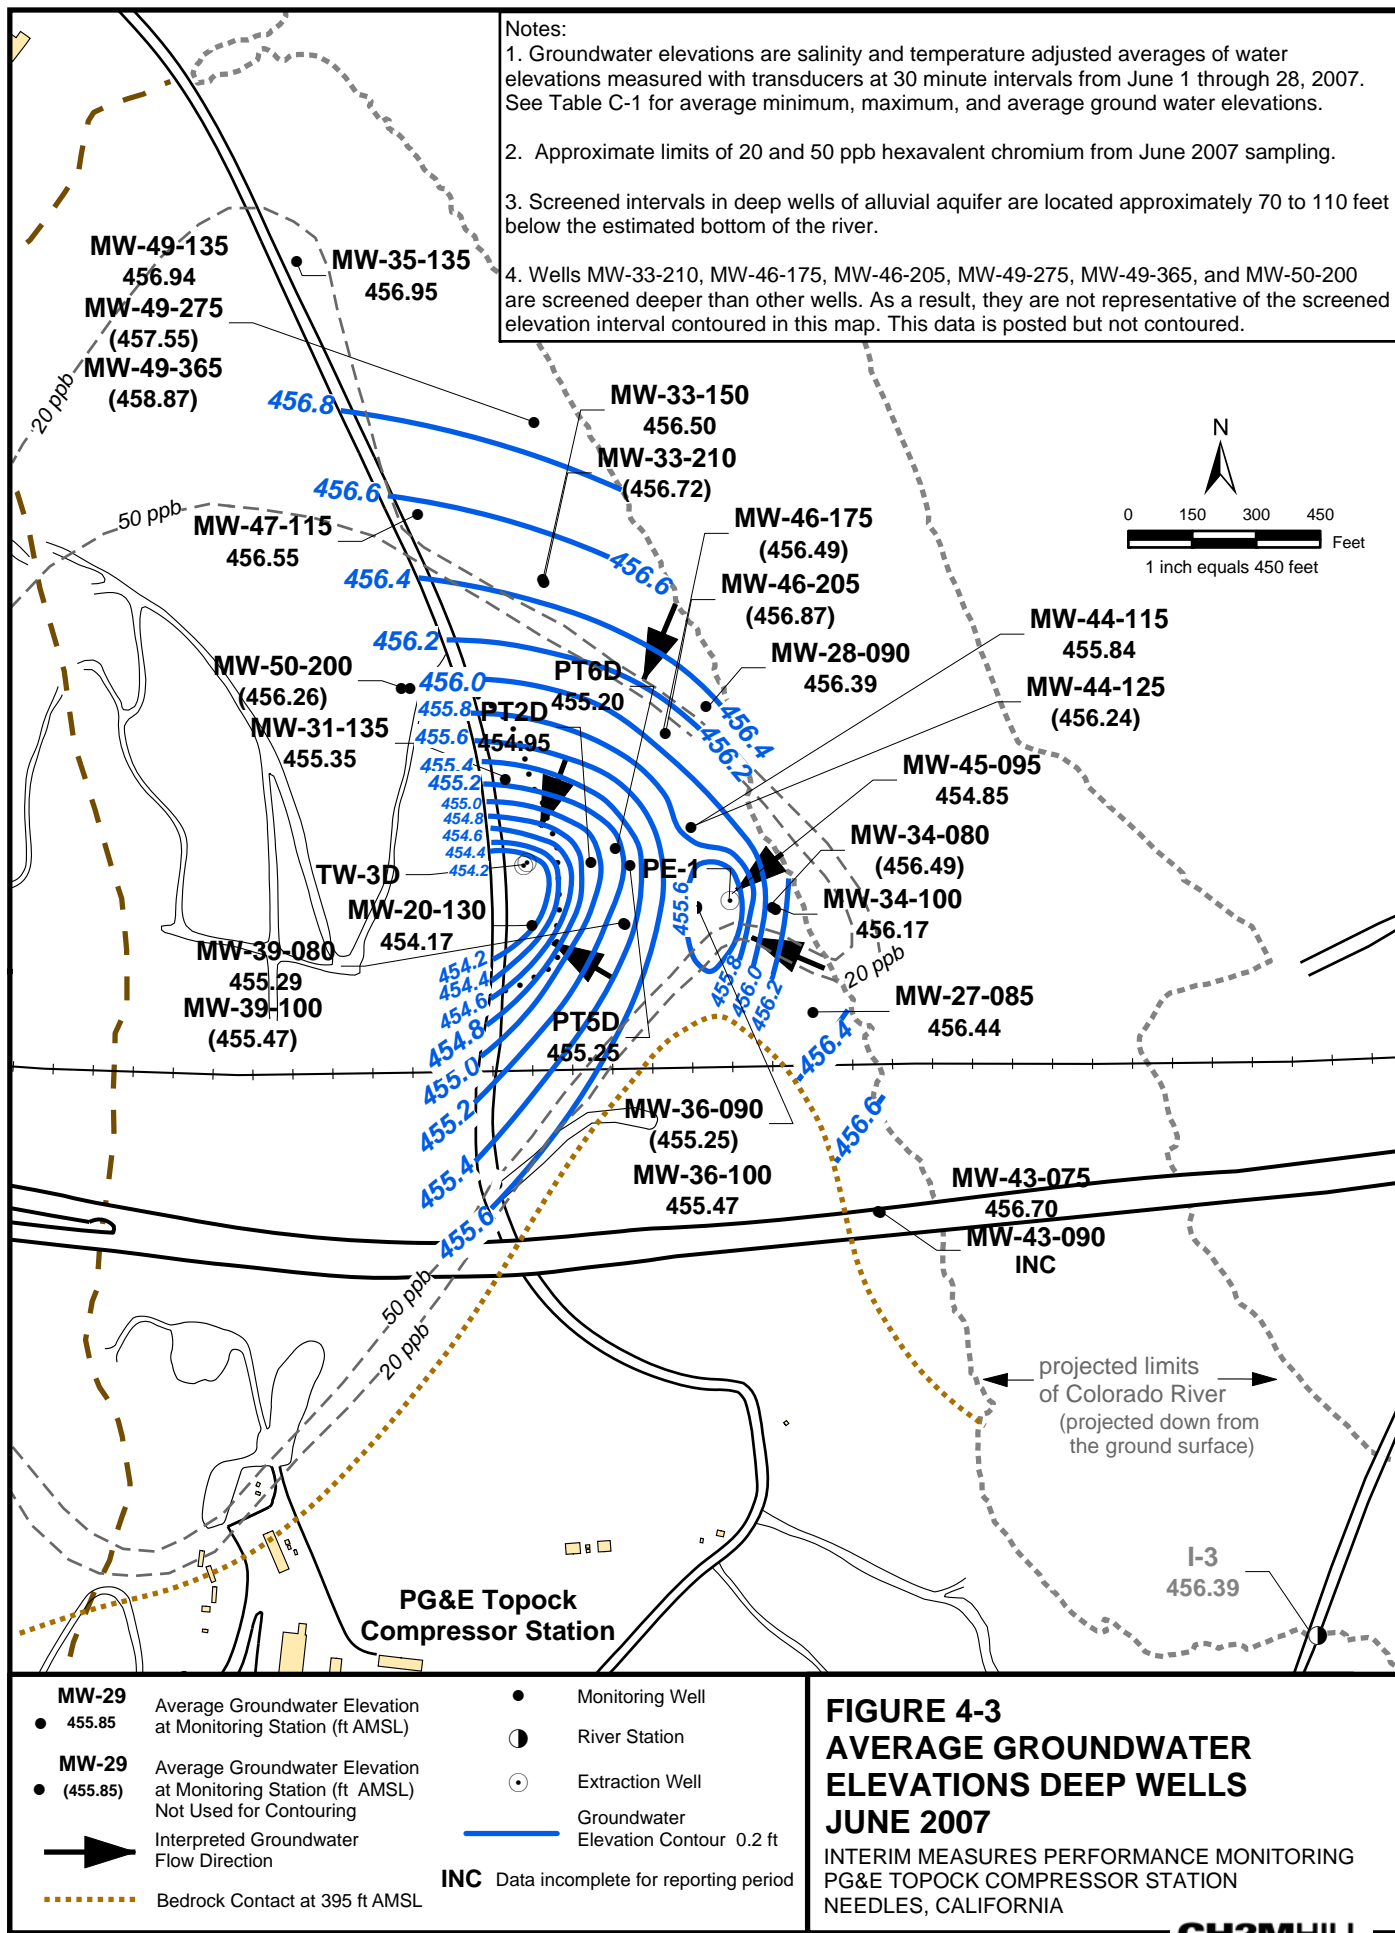 Notes:
1. Groundwater elevations are salinity and temperature adjusted averages of water
elevations measured with transducers at 30 minute intervals from June 1 through 28, 2007.
See Table C-1 for average minimum, maximum, and average ground water elevations.
2. Approximate limits of 20 and 50 ppb hexavalent chromium from June 2007 sampling.
3. Screened intervals in deep wells of alluvial aquifer are located approximately 70 to 110 feet
below the estimated bottom of the river.
4. Wells MW-33-210, MW-46-175, MW-46-205, MW-49-275, MW-49-365, and MW-50-200
are screened deeper than other wells. As a result, they are not representative of the screened
elevation interval contoured in this map. This data is posted but not contoured.
MW-49-135
456.94
MW-49-275
(457.55)
MW-49-365
(458.87)
MW-35-135
456.95
20 ppb
456.8
MW-33-150
456.50
MW-33-210
(456.72)
N
0 150 300 450
Feet
1 inch equals 450 feet
456.6
50 ppb
MW-47-115
456.55
456.6
MW-46-175
(456.49)
MW-46-205
(456.87)
456.4
MW-44-115
455.84
MW-44-125
(456.24)
456.2
MW-28-090
456.39
MW-50-200
(456.26)
PT6D
455.20
456.0
MW-31-135
455.35
455.8
PT2D
454.95
456.4
456.2
455.6
455.4
455.2
455.0
454.8
454.6
454.4
454.2
MW-45-095
454.85
MW-34-080
(456.49)
MW-34-100
456.17
TW-3D
PE-1
455.6
MW-20-130
454.17
MW-39-080
455.29
MW-39-100
(455.47)
454.2
454.4
454.6
454.8
455.0
455.2
455.4
455.6
455.8
456.0
456.2
20 ppb
MW-27-085
456.44
PT5D
455.25
456.4
456.6
MW-36-090
(455.25)
MW-36-100
455.47
MW-43-075
456.70
MW-43-090
INC
50 ppb
20 ppb
projected limits
of Colorado River
(projected down from
the ground surface)
I-3
456.39
PG&E Topock
Compressor Station
MW-29
455.85
Average Groundwater Elevation
at Monitoring Station (ft AMSL)
MW-29
(455.85)
Average Groundwater Elevation
at Monitoring Station (ft AMSL)
Not Used for Contouring
Interpreted Groundwater
Flow Direction
Bedrock Contact at 395 ft AMSL
Monitoring Well
River Station
Extraction Well
Groundwater
Elevation Contour 0.2 ft
INC Data incomplete for reporting period
FIGURE 4-3
AVERAGE GROUNDWATER
ELEVATIONS DEEP WELLS
JUNE 2007
INTERIM MEASURES PERFORMANCE MONITORING
PG&E TOPOCK COMPRESSOR STATION
NEEDLES, CALIFORNIA
CH2MHILL